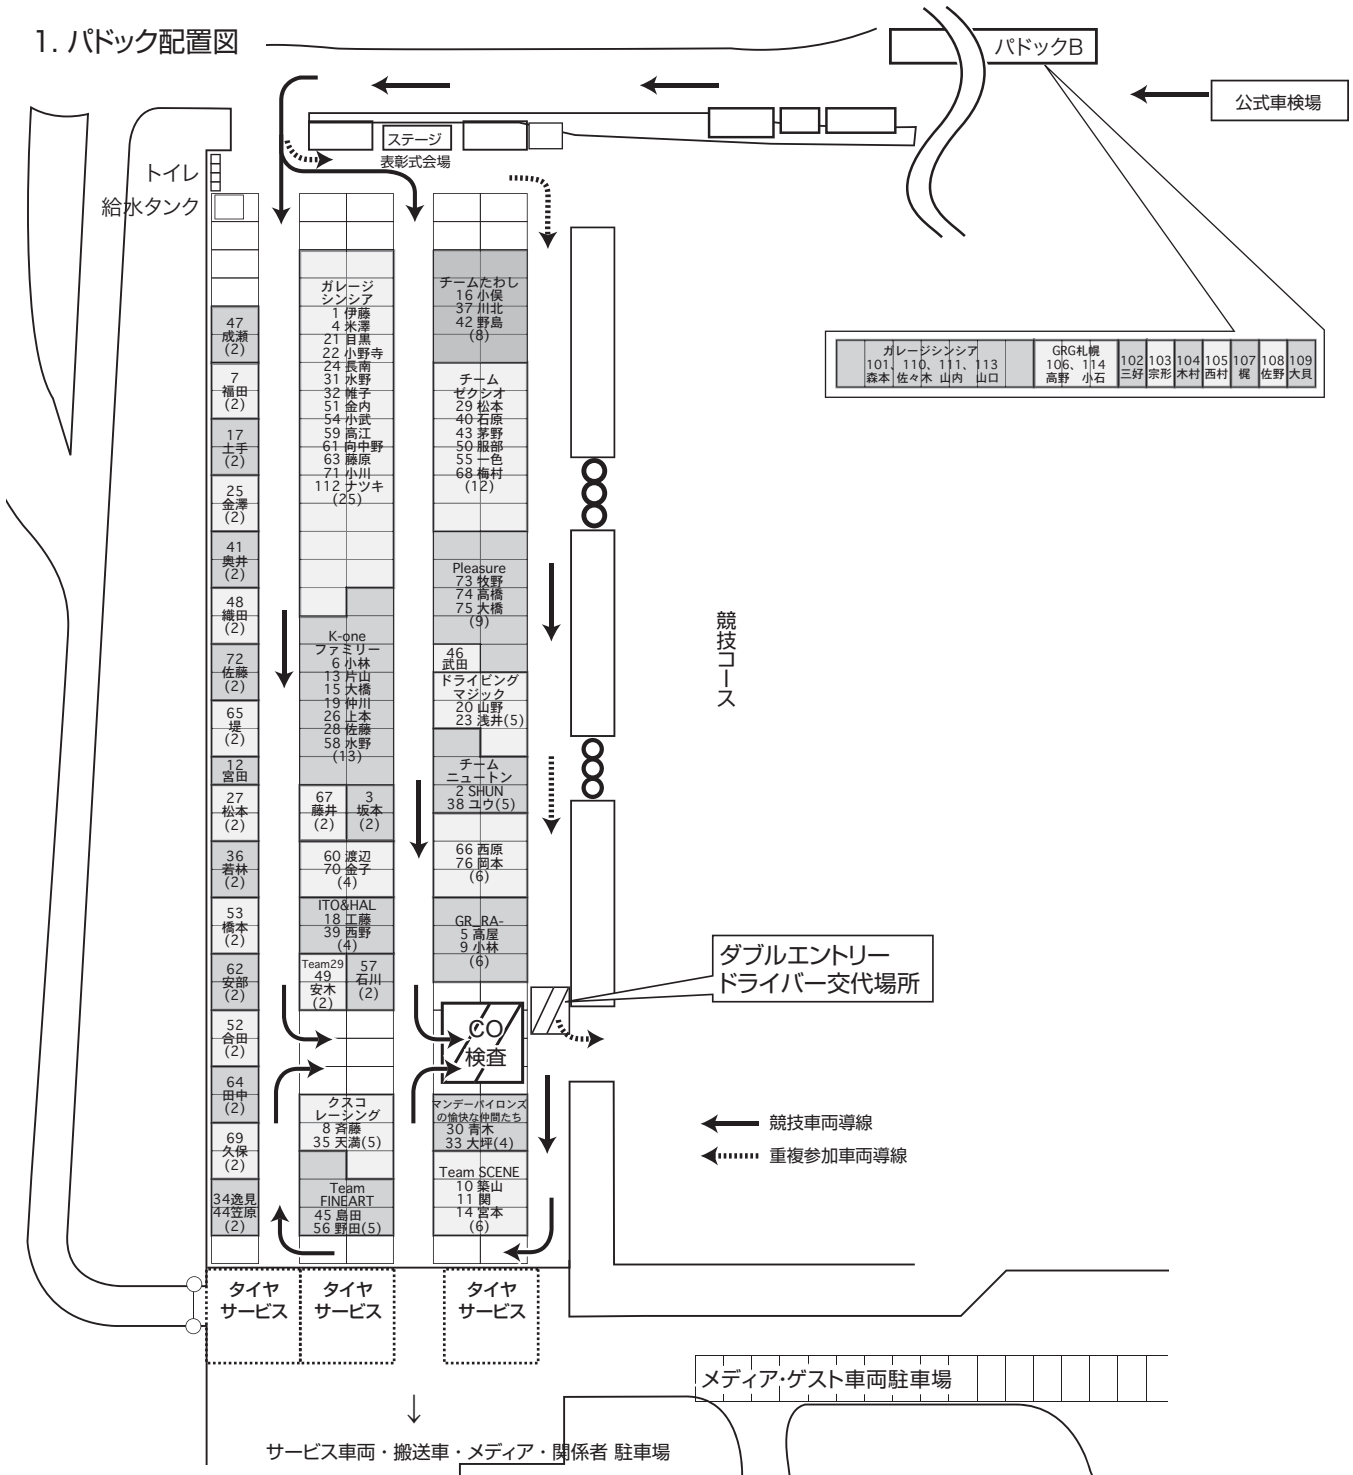 1. パドック配置図
パドックB
公式車検場
ステージ
表彰式会場
トイレ
給水タンク
47
成瀬
(2)
7
福田
(2)
17
土手
(2)
25
金澤
(2)
41
奥井
(2)
48
織田
(2)
72
佐藤
(2)
65
堤
(2)
12
宮田
27
松本
(2)
36
若林
(2)
53
橋本
(2)
62
安部
(2)
52
合田
(2)
64
田中
(2)
69
久保
(2)
34逸見
44笠原
(2)
ガレージ
シンシア
1 伊藤
4 米澤
21 目黒
22 小野寺
24 長南
31 水野
32 帷子
51 金内
54 小武
59 高江
61 向中野
63 藤原
71 小川
112 ナツキ
(25)
K-one
ファミリー
6 小林
13 片山
15 大橋
19 仲川
26 上本
28 佐藤
58 水野
(13)
67
藤井
(2)
3
坂本
(2)
60 渡辺
70 金子
(4)
ITO&HAL
18 工藤
39 西野
(4)
Team29
49
安木
(2)
57
石川
(2)
クスコ
レーシング
8 斉藤
35 天満(5)
Team
FINEART
45 島田
56 野田(5)
チームたわし
16 小俣
37 川北
42 野島
(8)
チーム
ゼクシオ
29 松本
40 石原
43 茅野
50 服部
55 一色
68 梅村
(12)
Pleasure
73 牧野
74 高橋
75 大橋
(9)
46
武田
ドライビング
マジック
20 山野
23 浅井(5)
チーム
ニュートン
2 SHUN
38 ユウ(5)
66 西原
76 岡本
(6)
GR_RA-
5 高屋
9 小林
(6)
CO
検査
マンデーパイロンズ
の愉快な仲間たち
30 青木
33 大坪(4)
Team SCENE
10 築山
11 関
14 宮本
(6)
ガレージシンシア
101、110、111、113
森本 佐々木 山内 山口
GRG札幌
106、114
高野 小石
102
三好
103
宗形
104
木村
105
西村
107
梶
108
佐野
109
大貝
競技コース
ダブルエントリー
ドライバー交代場所
競技車両導線
重複参加車両導線
タイヤ
サービス
タイヤ
サービス
タイヤ
サービス
メディア・ゲスト車両駐車場
↓
サービス車両・搬送車・メディア・関係者 駐車場